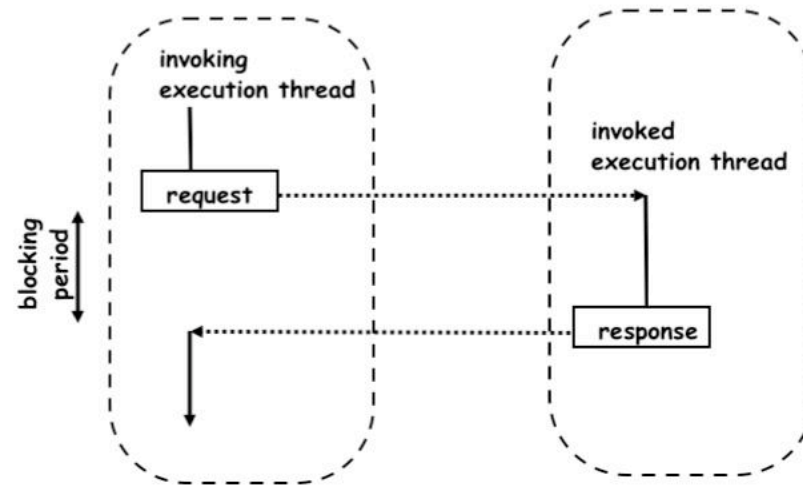 invoking
execution thread
invoked
execution thread
request
blocking
period
response